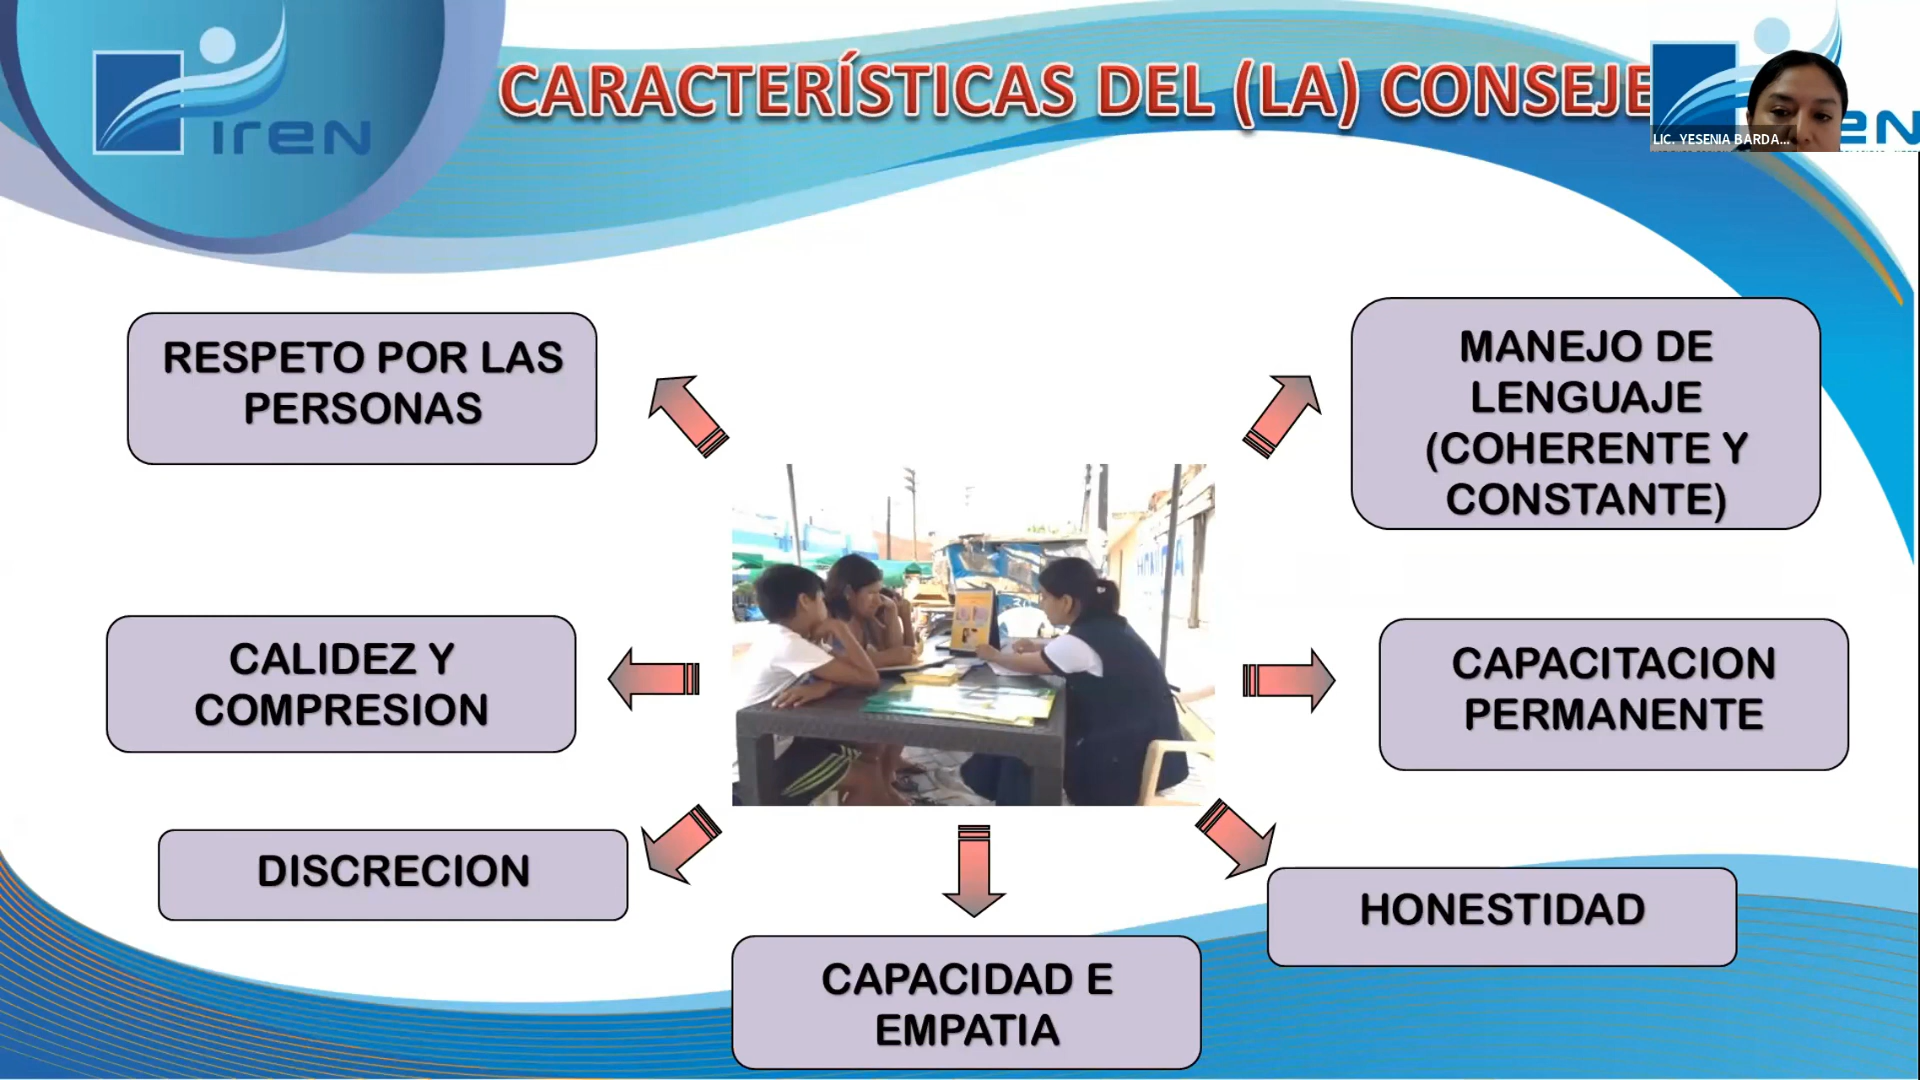 IREN
CARACTERÍSTICAS DEL (LA) CONSEJE
LIC. YESENIA BARDA...
EN
RESPETO POR LAS
PERSONAS
MANEJO DE
LENGUAJE
(COHERENTE Y
CONSTANTE)
CALIDEZ Y
COMPRESION
CAPACITACION
PERMANENTE
DISCRECION
HONESTIDAD
CAPACIDAD E
EMPATIA